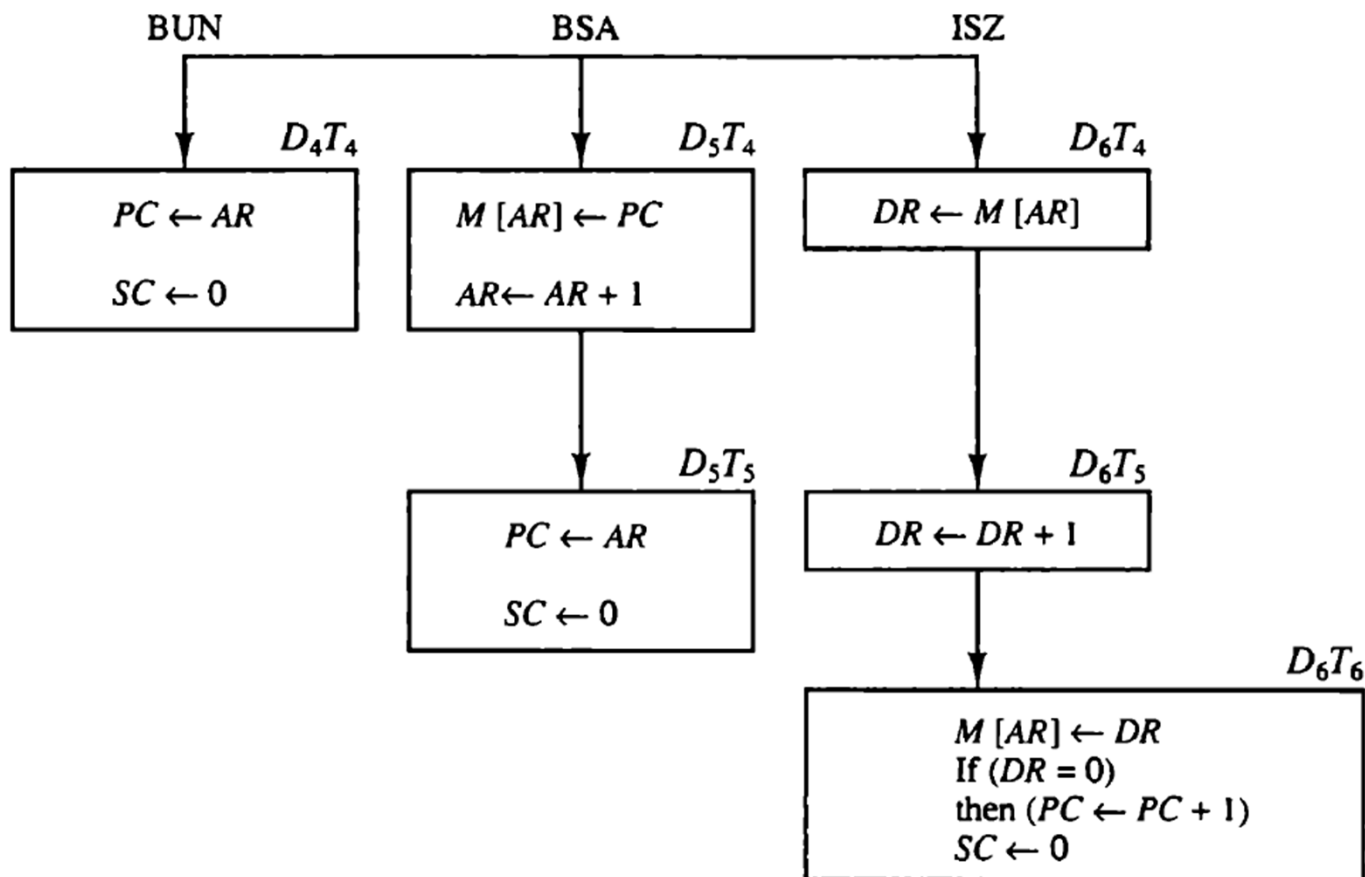 BUN BSA ISZ
D₄T₄
PC ← AR
SC ← 0
D₅T₄
M [AR] ← PC
AR← AR + 1
D₆T₄
DR ← M [AR]
D₅T₅
PC ← AR
SC ← 0
D₆T₅
DR ← DR + 1
D₆T₆
M [AR] ← DR
If (DR = 0)
then (PC ← PC + 1)
SC ← 0